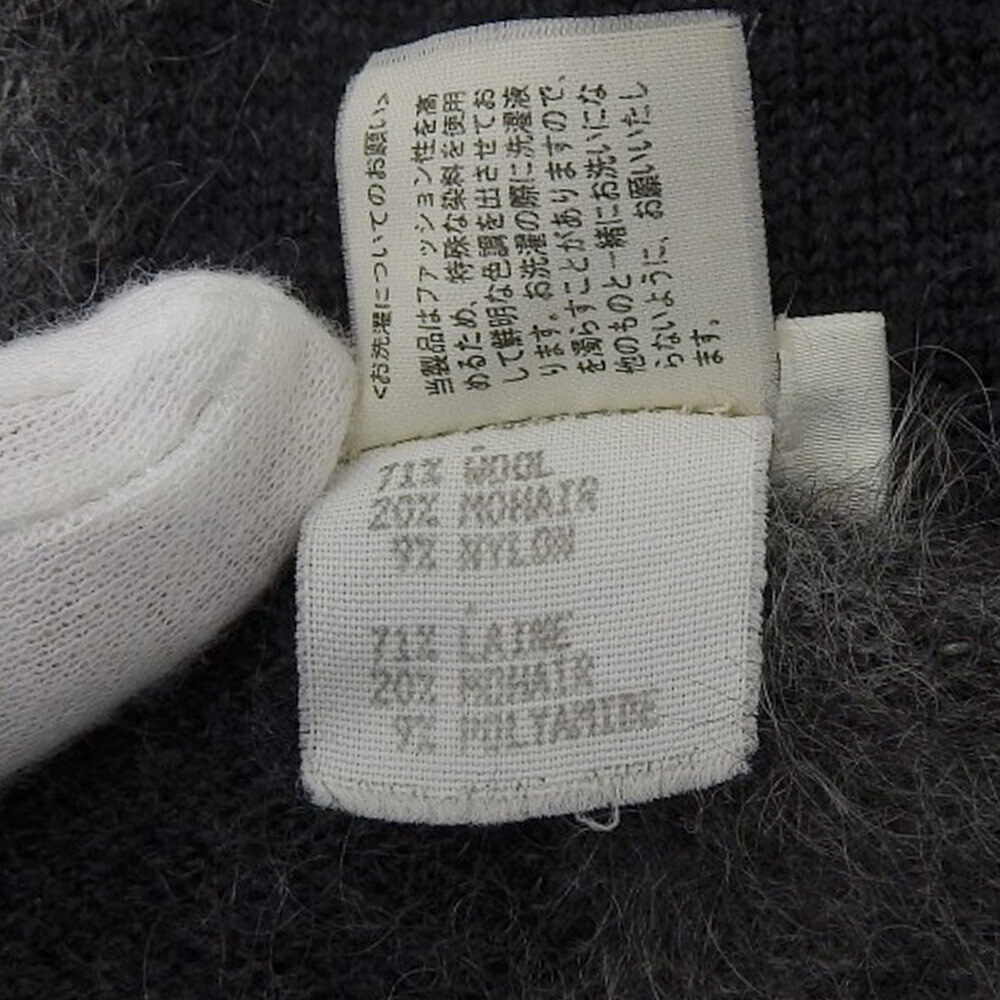 <お洗濯についてのお願い>
当製品はファッション性を高
めるため、特殊な染料を使用
して鮮明な色調を出させてお
ります。お洗濯の際に洗濯液
を濁らすことがありますので、
他のものと一緒にお洗いにな
らないように、お願いいたし
ます。
71% WOOL
20% MOHAIR
9% NYLON
71% LAINE
20% MOHAIR
9% POLYAMIDE